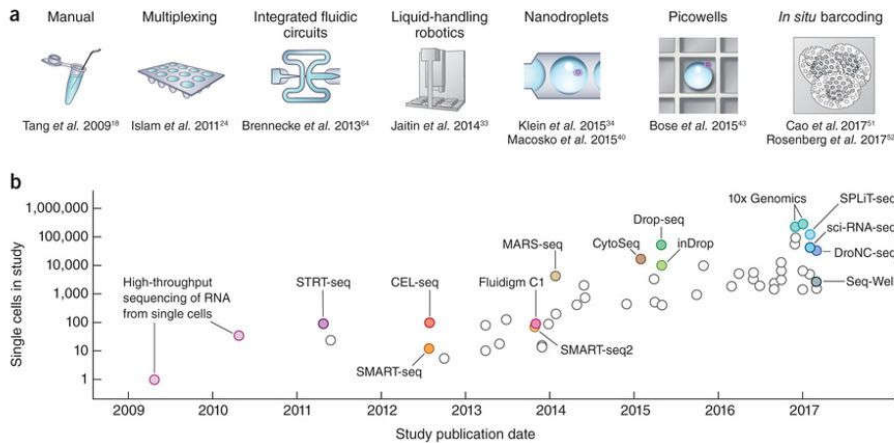 a
Manual
Multiplexing
Integrated fluidic
circuits
Liquid-handling
robotics
Nanodroplets
Picowells
In situ barcoding
Tang et al. 2009¹⁸
Islam et al. 2011²⁴
Brennecke et al. 2013⁶⁴
Jaitin et al. 2014³³
Klein et al. 2015³⁴
Macosko et al. 2015⁴⁰
Bose et al. 2015⁴³
Cao et al. 2017⁵¹
Rosenberg et al. 2017⁵²
b
Single cells in study
1,000,000
100,000
10,000
1,000
100
10
1
High-throughput
sequencing of RNA
from single cells
STRT-seq
CEL-seq
SMART-seq
MARS-seq
Fluidigm C1
SMART-seq2
CytoSeq
Drop-seq
inDrop
10x Genomics
SPLiT-seq
sci-RNA-seq
DroNC-seq
Seq-Wel
2009
2010
2011
2012
2013
2014
2015
2016
2017
Study publication date